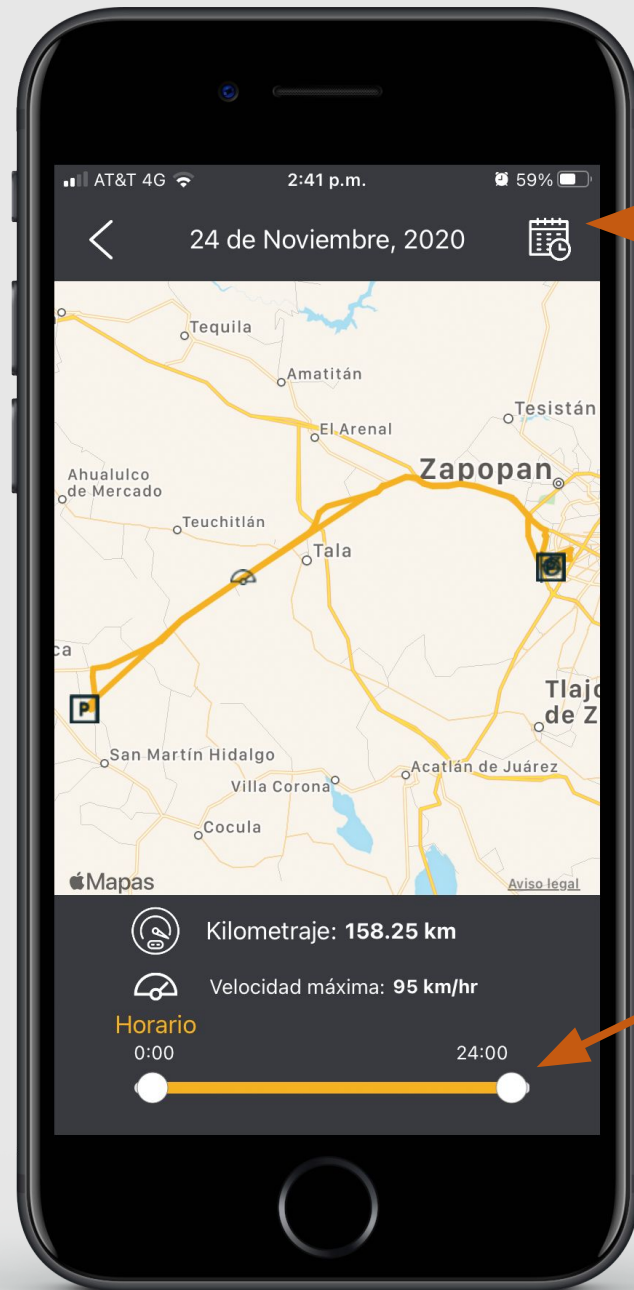 AT&T 4G 2:41 p.m. 59%
24 de Noviembre, 2020
Tequila
Amatitán
Tesistán
El Arenal
Zapopan
Ahualulco
de Mercado
Teuchitlán
Tala
ca
P
Tlajo
de Z
San Martín Hidalgo
Acatlán de Juárez
Villa Corona
Cocula
Mapas
Aviso legal
Kilometraje: 158.25 km
Velocidad máxima: 95 km/hr
Horario
0:00 24:00